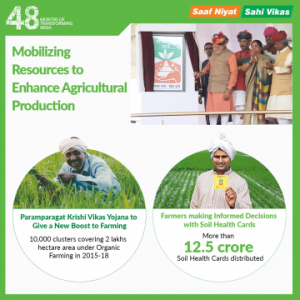 48
MONTHS OF
TRANSFORMING
INDIA
Saaf Niyat
Sahi Vikas
Mobilizing
Resources to
Enhance Agricultural
Production
Paramparagat Krishi Vikas Yojana to
Give a New Boost to Farming
10,000 clusters covering 2 lakhs
hectare area under Organic
Farming in 2015-18
Farmers making Informed Decisions
with Soil Health Cards
More than
12.5 crore
Soil Health Cards distributed